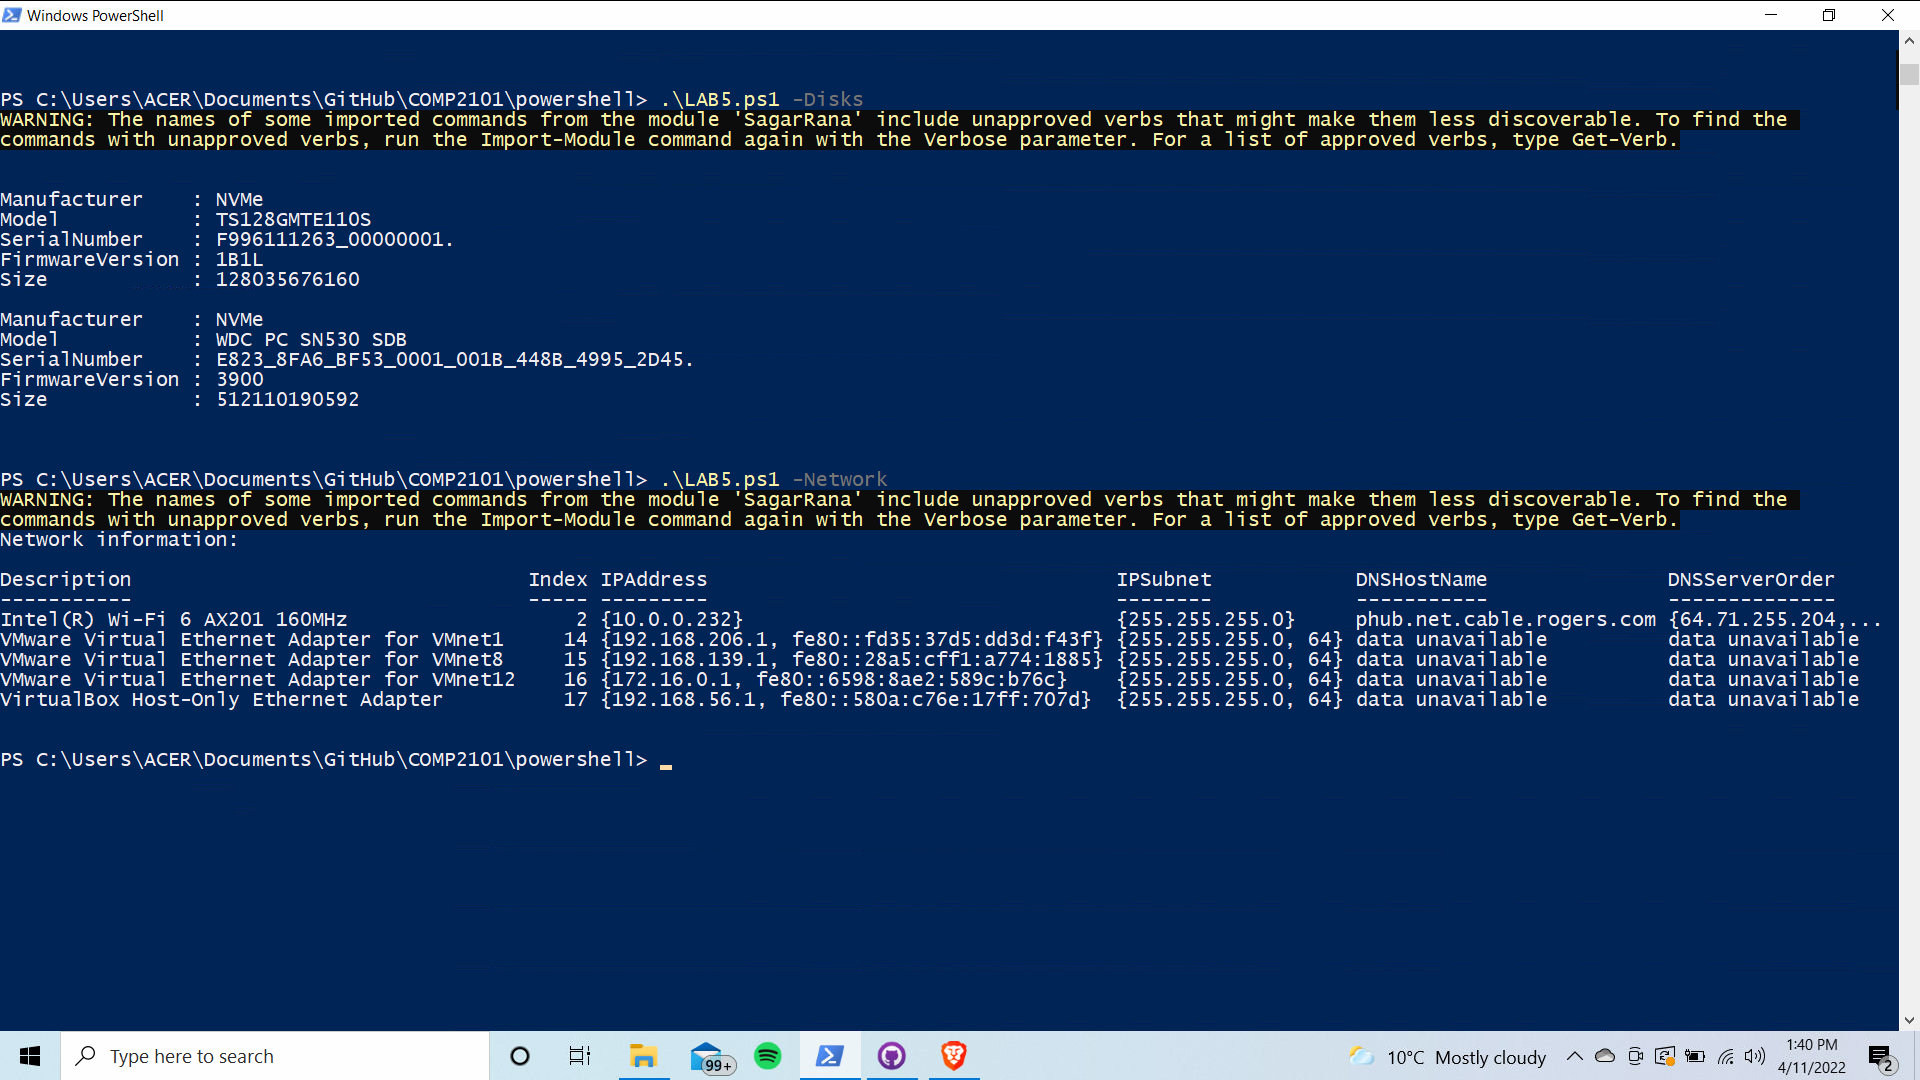 Windows PowerShell
PS C:\Users\ACER\Documents\GitHub\COMP2101\powershell> .\LAB5.ps1 -Disks
WARNING: The names of some imported commands from the module 'SagarRana' include unapproved verbs that might make them less discoverable. To find the
commands with unapproved verbs, run the Import-Module command again with the Verbose parameter. For a list of approved verbs, type Get-Verb.
Manufacturer    : NVMe
Model           : TS128GMTE110S
SerialNumber    : F996111263_00000001.
FirmwareVersion : 1B1L
Size            : 128035676160
Manufacturer    : NVMe
Model           : WDC PC SN530 SDB
SerialNumber    : E823_8FA6_BF53_0001_001B_448B_4995_2D45.
FirmwareVersion : 3900
Size            : 512110190592
PS C:\Users\ACER\Documents\GitHub\COMP2101\powershell> .\LAB5.ps1 -Network
WARNING: The names of some imported commands from the module 'SagarRana' include unapproved verbs that might make them less discoverable. To find the
commands with unapproved verbs, run the Import-Module command again with the Verbose parameter. For a list of approved verbs, type Get-Verb.
Network information:
Description                                 Index IPAddress                                  IPSubnet            DNSHostName               DNSServerOrder
-----------                                 ----- ---------                                  --------            -----------               --------------
Intel(R) Wi-Fi 6 AX201 160MHz                   2 {10.0.0.232}                               {255.255.255.0}     phub.net.cable.rogers.com {64.71.255.204,...
VMware Virtual Ethernet Adapter for VMnet1     14 {192.168.206.1, fe80::fd35:37d5:dd3d:f43f} {255.255.255.0, 64} data unavailable          data unavailable
VMware Virtual Ethernet Adapter for VMnet8     15 {192.168.139.1, fe80::28a5:cff1:a774:1885} {255.255.255.0, 64} data unavailable          data unavailable
VMware Virtual Ethernet Adapter for VMnet12    16 {172.16.0.1, fe80::6598:8ae2:589c:b76c}    {255.255.255.0, 64} data unavailable          data unavailable
VirtualBox Host-Only Ethernet Adapter          17 {192.168.56.1, fe80::580a:c76e:17ff:707d}  {255.255.255.0, 64} data unavailable          data unavailable
PS C:\Users\ACER\Documents\GitHub\COMP2101\powershell>
Type here to search
99+
10°C Mostly cloudy
1:40 PM
4/11/2022
2